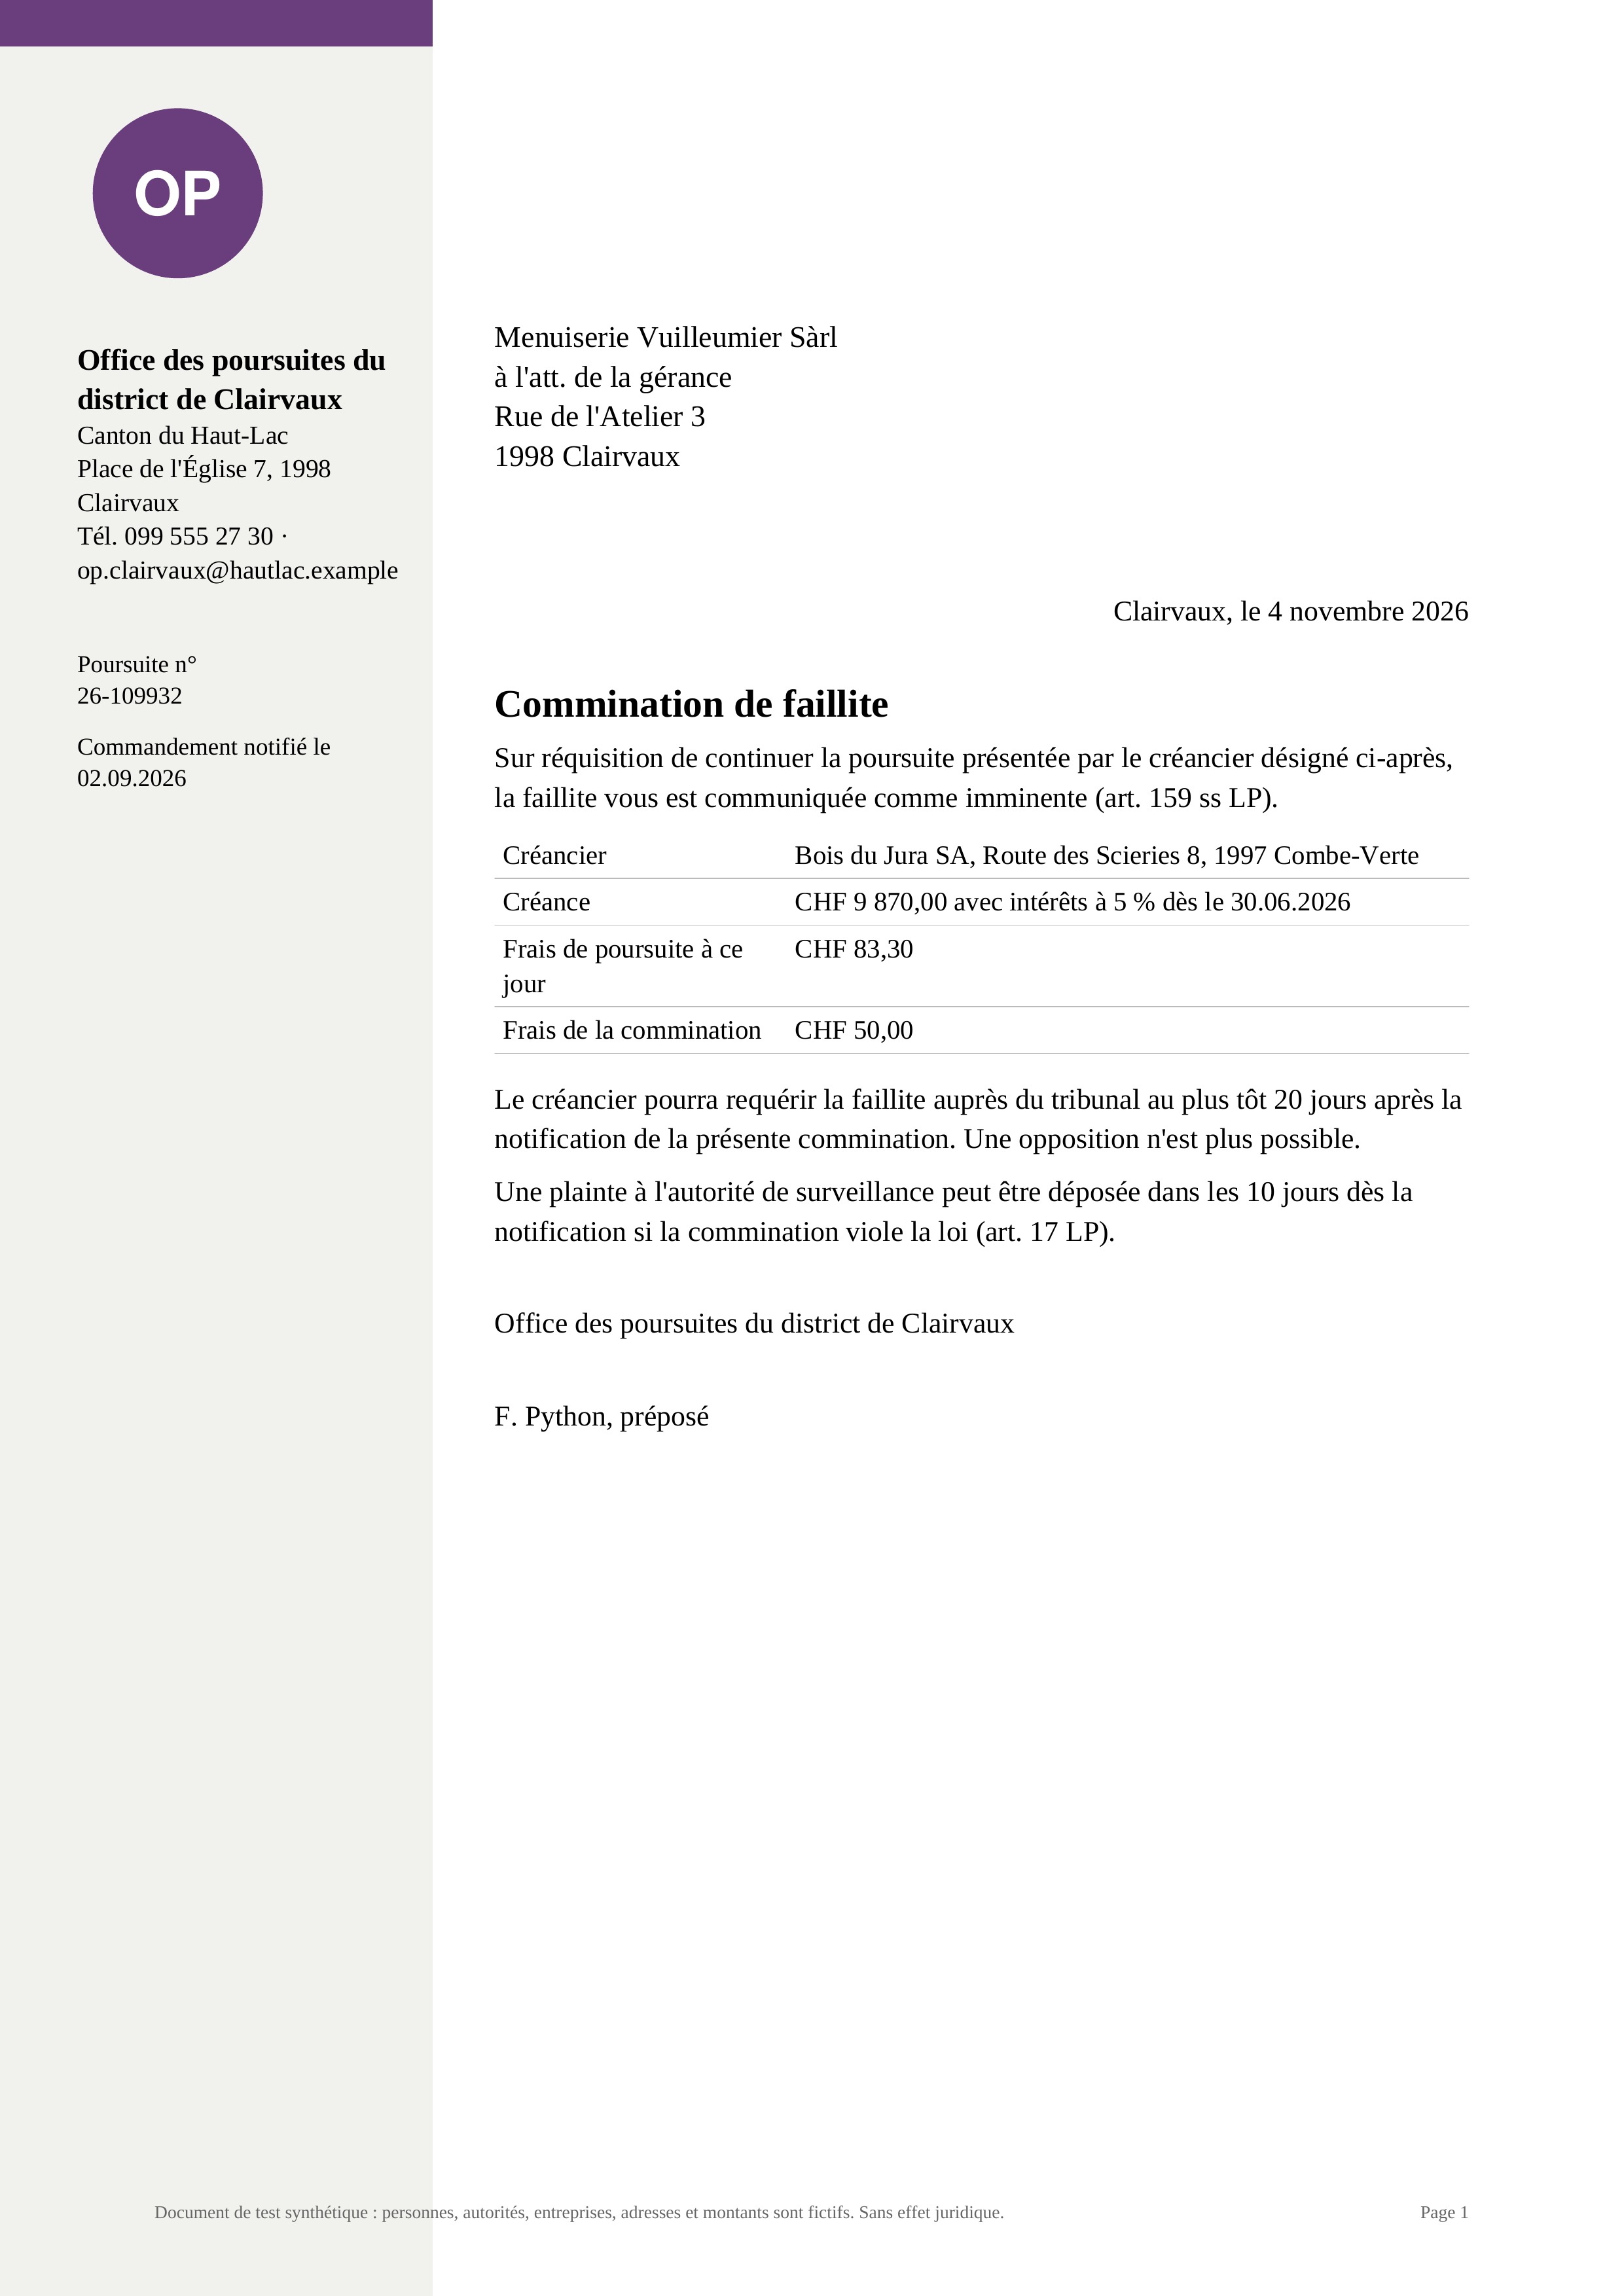 OP
Office des poursuites du
district de Clairvaux
Canton du Haut-Lac
Place de l'Église 7, 1998
Clairvaux
Tél. 099 555 27 30 ·
op.clairvaux@hautlac.example
Poursuite n°
26-109932
Commandement notifié le
02.09.2026
Menuiserie Vuilleumier Sàrl
à l'att. de la gérance
Rue de l'Atelier 3
1998 Clairvaux
Clairvaux, le 4 novembre 2026
Commination de faillite
Sur réquisition de continuer la poursuite présentée par le créancier désigné ci-après,
la faillite vous est communiquée comme imminente (art. 159 ss LP).
Créancier Bois du Jura SA, Route des Scieries 8, 1997 Combe-Verte
Créance CHF 9 870,00 avec intérêts à 5 % dès le 30.06.2026
Frais de poursuite à ce CHF 83,30
jour
Frais de la commination CHF 50,00
Le créancier pourra requérir la faillite auprès du tribunal au plus tôt 20 jours après la
notification de la présente commination. Une opposition n'est plus possible.
Une plainte à l'autorité de surveillance peut être déposée dans les 10 jours dès la
notification si la commination viole la loi (art. 17 LP).
Office des poursuites du district de Clairvaux
F. Python, préposé
Document de test synthétique : personnes, autorités, entreprises, adresses et montants sont fictifs. Sans effet juridique. Page 1